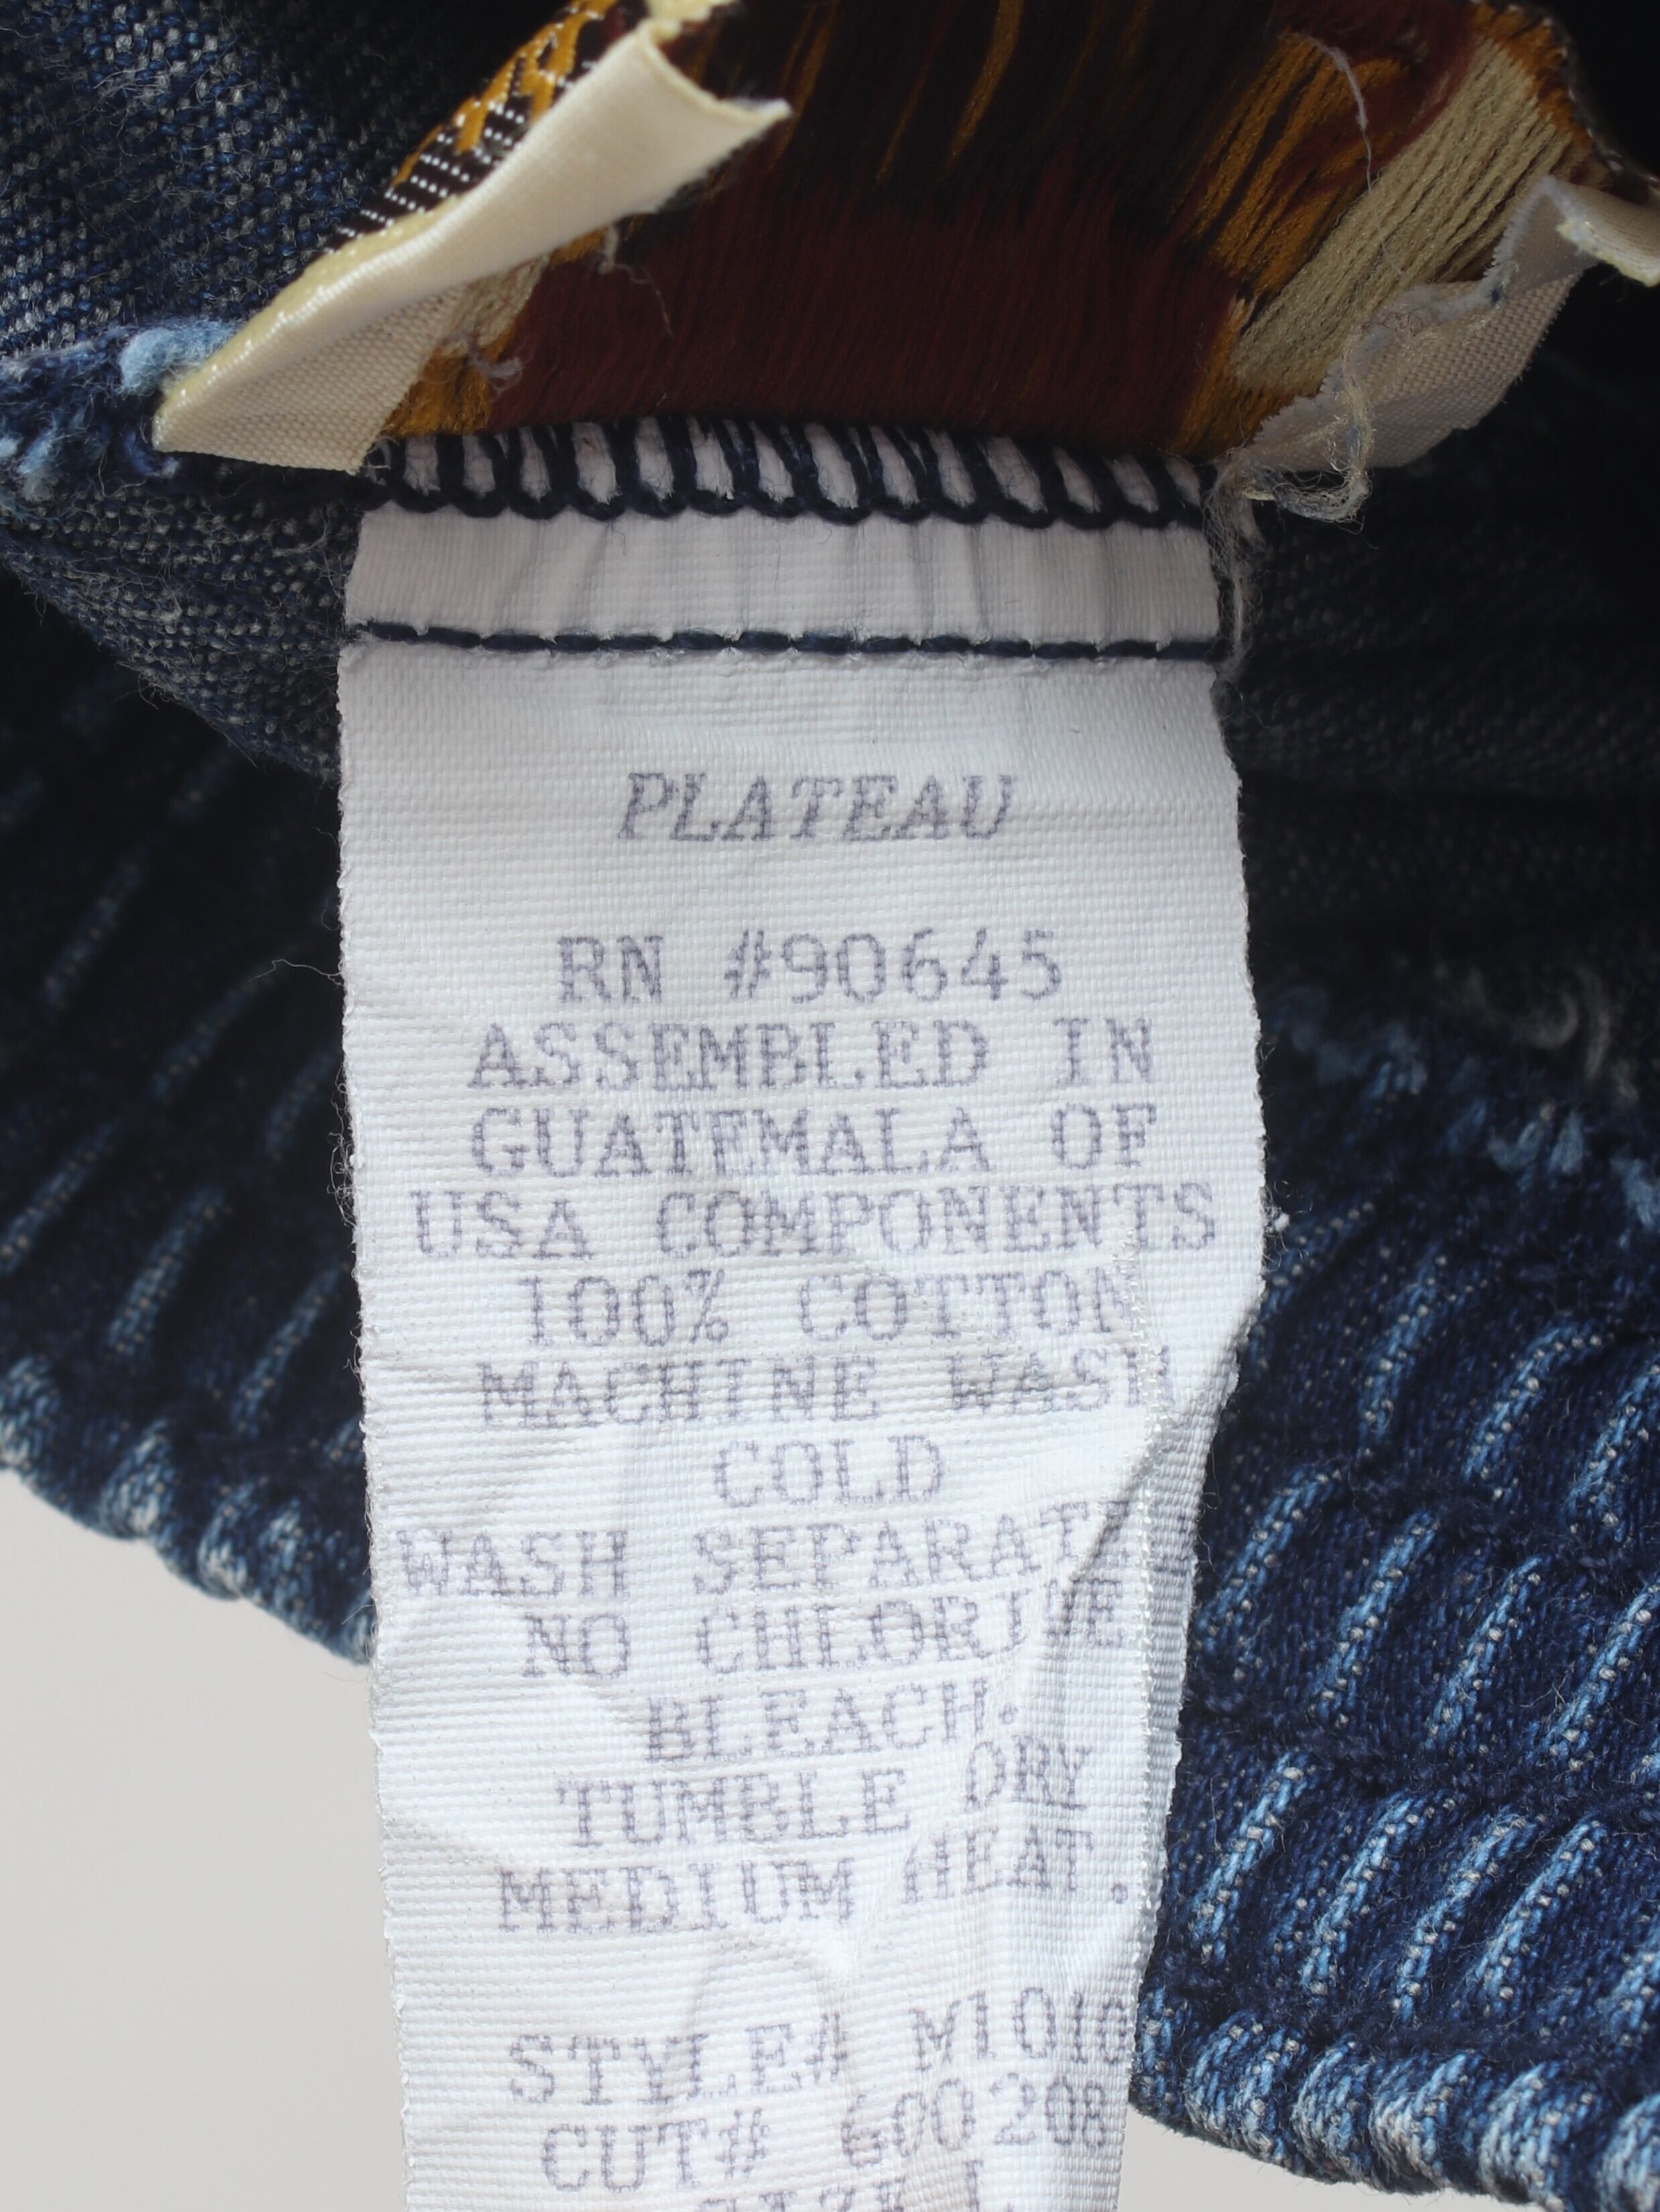 PLATEAU
RN #90645
ASSEMBLED IN
GUATEMALA OF
USA COMPONENTS
100% COTTON
MACHINE WASH
COLD
WASH SEPARATE
NO CHLORINE
BLEACH.
TUMBLE DRY
MEDIUM HEAT.
STYLE#
CUT# 600208